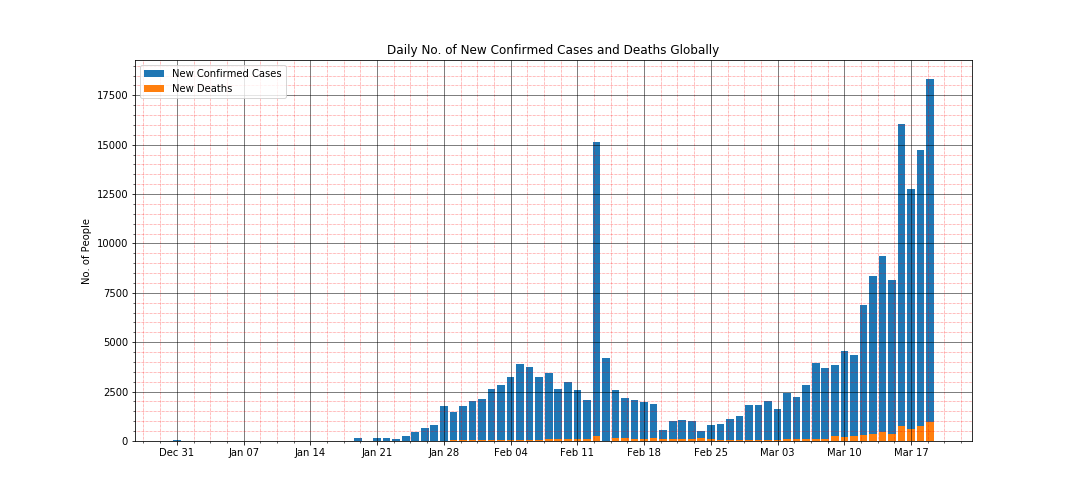 Daily No. of New Confirmed Cases and Deaths Globally
New Confirmed Cases
New Deaths
17500
15000
12500
10000
7500
5000
2500
0
No. of People
Dec 31 Jan 07 Jan 14 Jan 21 Jan 28 Feb 04 Feb 11 Feb 18 Feb 25 Mar 03 Mar 10 Mar 17